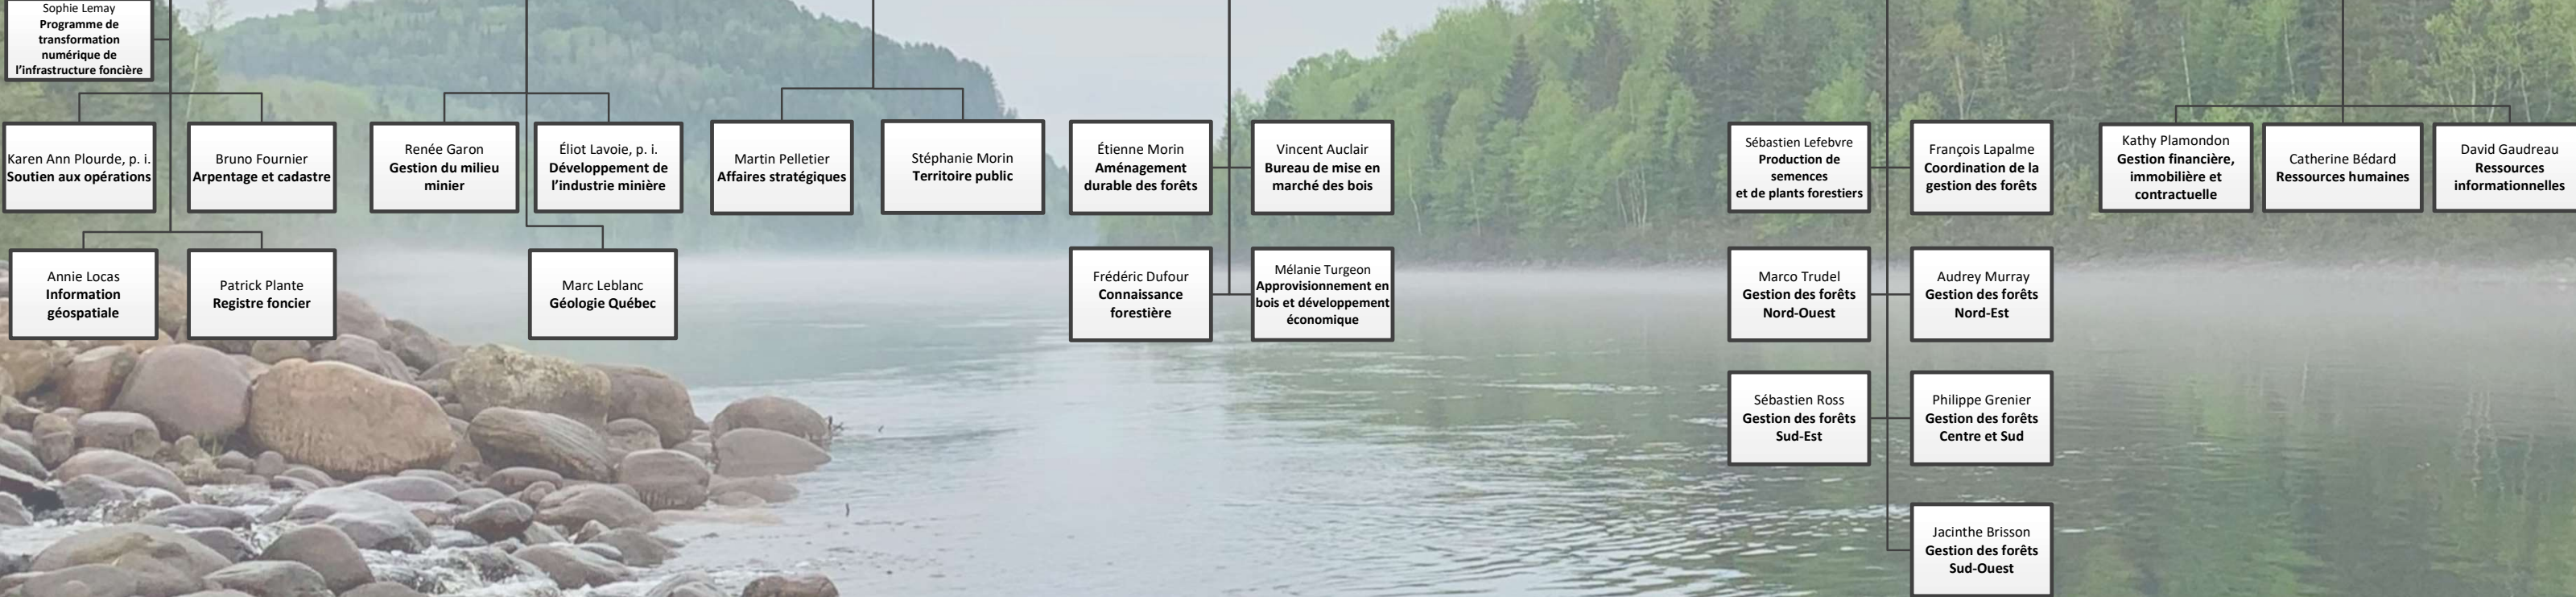 Sophie Lemay
Programme de
transformation
numérique de
l’infrastructure foncière
Karen Ann Plourde, p. i.
Soutien aux opérations
Bruno Fournier
Arpentage et cadastre
Renée Garon
Gestion du milieu
minier
Éliot Lavoie, p. i.
Développement de
l’industrie minière
Martin Pelletier
Affaires stratégiques
Stéphanie Morin
Territoire public
Étienne Morin
Aménagement
durable des forêts
Vincent Auclair
Bureau de mise en
marché des bois
Sébastien Lefebvre
Production de
semences
et de plants forestiers
François Lapalme
Coordination de la
gestion des forêts
Kathy Plamondon
Gestion financière,
immobilière et
contractuelle
Catherine Bédard
Ressources humaines
David Gaudreau
Ressources
informationnelles
Annie Locas
Information
géospatiale
Patrick Plante
Registre foncier
Marc Leblanc
Géologie Québec
Frédéric Dufour
Connaissance
forestière
Mélanie Turgeon
Approvisionnement en
bois et développement
économique
Marco Trudel
Gestion des forêts
Nord-Ouest
Audrey Murray
Gestion des forêts
Nord-Est
Sébastien Ross
Gestion des forêts
Sud-Est
Philippe Grenier
Gestion des forêts
Centre et Sud
Jacinthe Brisson
Gestion des forêts
Sud-Ouest